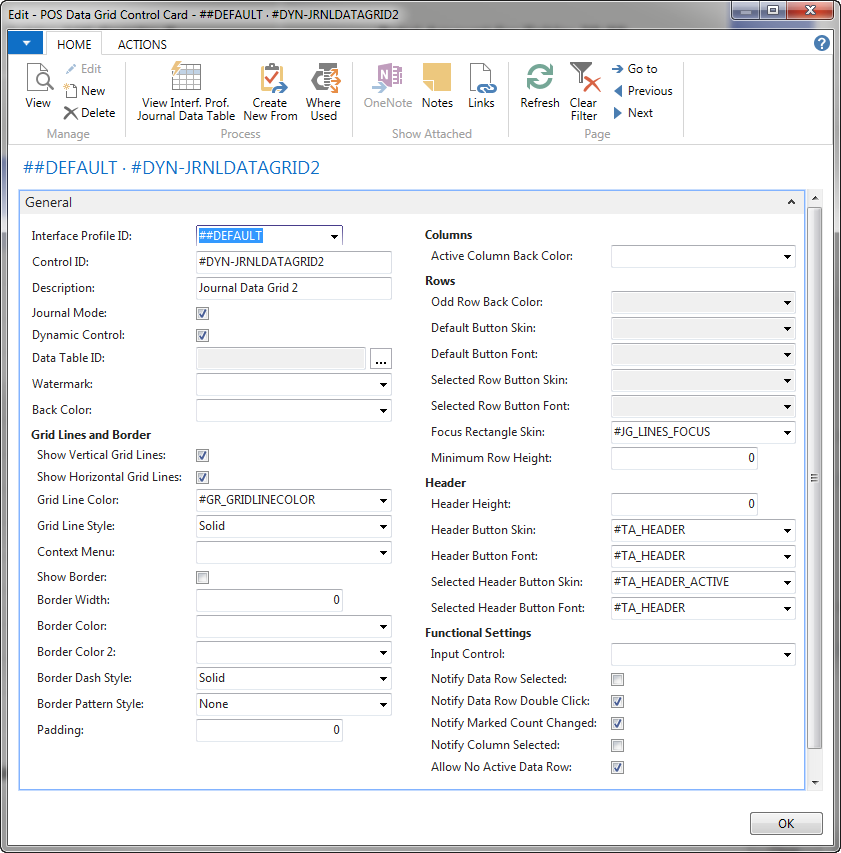 Edit - POS Data Grid Control Card - ##DEFAULT · #DYN-JRNLDATAGRID2
HOME ACTIONS
View
Edit
New
Delete
Manage
View Interf. Prof.
Journal Data Table
Create
New From
Where
Used
Process
OneNote
Notes
Links
Show Attached
Refresh
Clear
Filter
Go to
Previous
Next
Page
##DEFAULT · #DYN-JRNLDATAGRID2
General
Interface Profile ID: ##DEFAULT
Control ID: #DYN-JRNLDATAGRID2
Description: Journal Data Grid 2
Journal Mode:
Dynamic Control:
Data Table ID: ...
Watermark:
Back Color:
Grid Lines and Border
Show Vertical Grid Lines:
Show Horizontal Grid Lines:
Grid Line Color: #GR_GRIDLINECOLOR
Grid Line Style: Solid
Context Menu:
Show Border:
Border Width: 0
Border Color:
Border Color 2:
Border Dash Style: Solid
Border Pattern Style: None
Padding: 0
Columns
Active Column Back Color:
Rows
Odd Row Back Color:
Default Button Skin:
Default Button Font:
Selected Row Button Skin:
Selected Row Button Font:
Focus Rectangle Skin: #JG_LINES_FOCUS
Minimum Row Height: 0
Header
Header Height: 0
Header Button Skin: #TA_HEADER
Header Button Font: #TA_HEADER
Selected Header Button Skin: #TA_HEADER_ACTIVE
Selected Header Button Font: #TA_HEADER
Functional Settings
Input Control:
Notify Data Row Selected:
Notify Data Row Double Click:
Notify Marked Count Changed:
Notify Column Selected:
Allow No Active Data Row:
OK